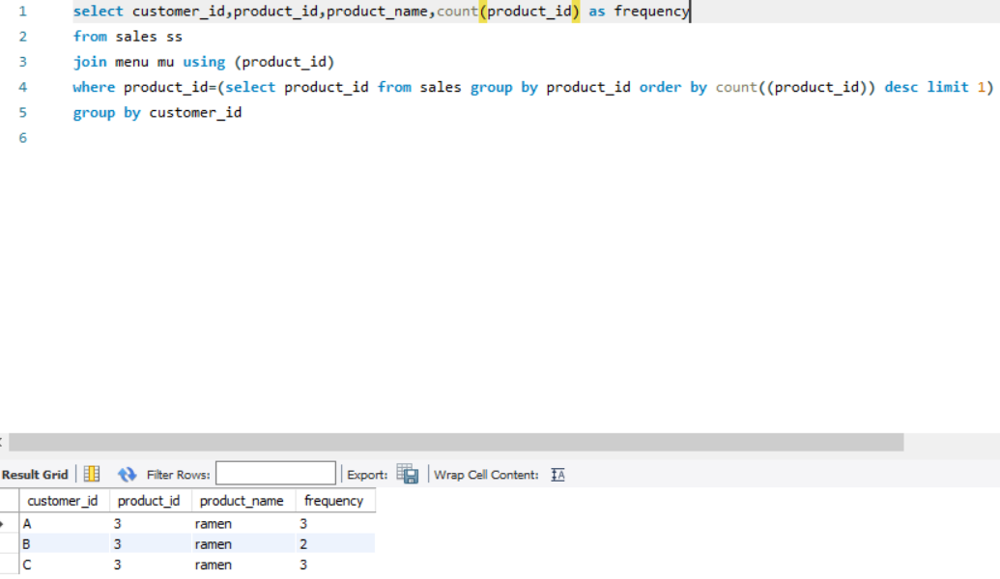 1 select customer_id,product_id,product_name,count(product_id) as frequency
2 from sales ss
3 join menu mu using (product_id)
4 where product_id=(select product_id from sales group by product_id order by count((product_id)) desc limit 1)
5 group by customer_id
6
Result Grid Filter Rows: Export: Wrap Cell Content: IA
customer_id product_id product_name frequency
A 3 ramen 3
B 3 ramen 2
C 3 ramen 3